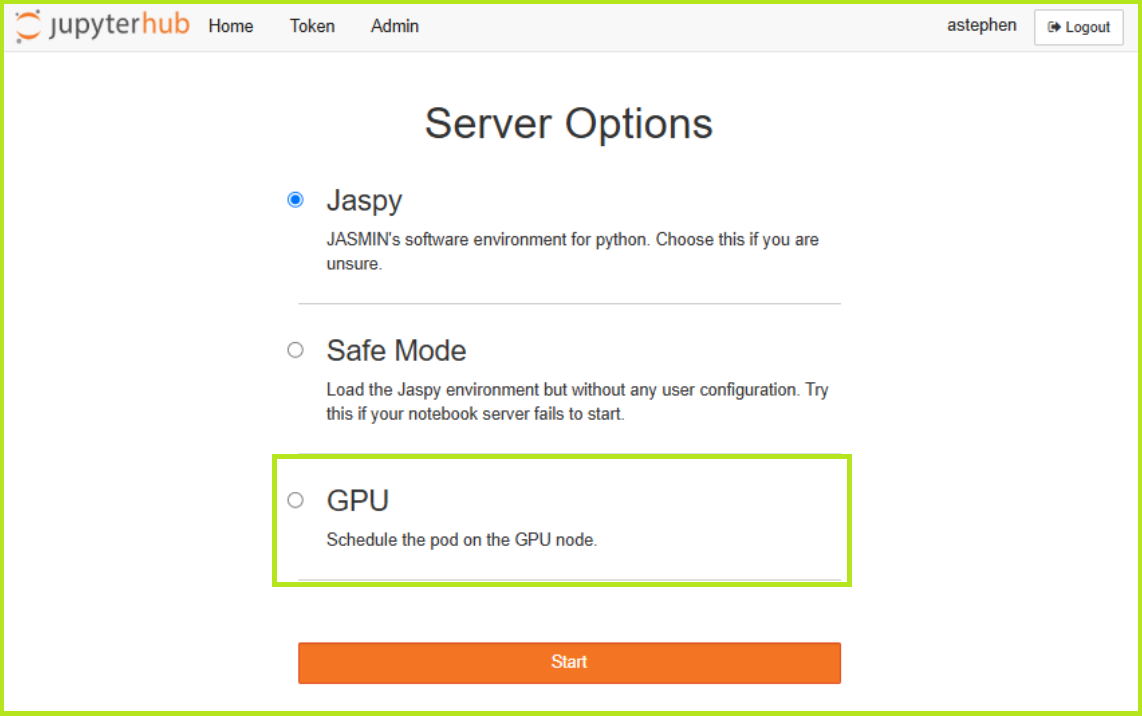 jupyterhub Home Token Admin astephen Logout
Server Options
Jaspy
JASMIN's software environment for python. Choose this if you are
unsure.
Safe Mode
Load the Jaspy environment but without any user configuration. Try
this if your notebook server fails to start.
GPU
Schedule the pod on the GPU node.
Start